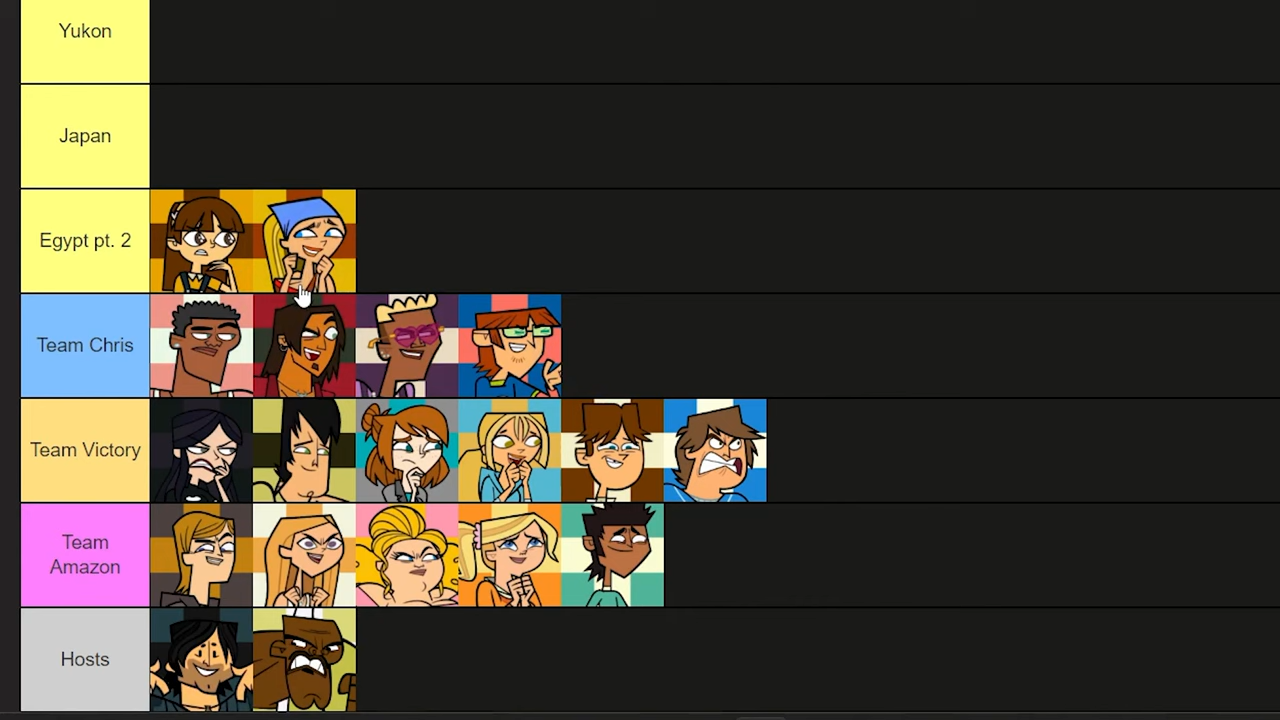 Yukon
Japan
Egypt pt. 2
Team Chris
Team Victory
Team
Amazon
Hosts